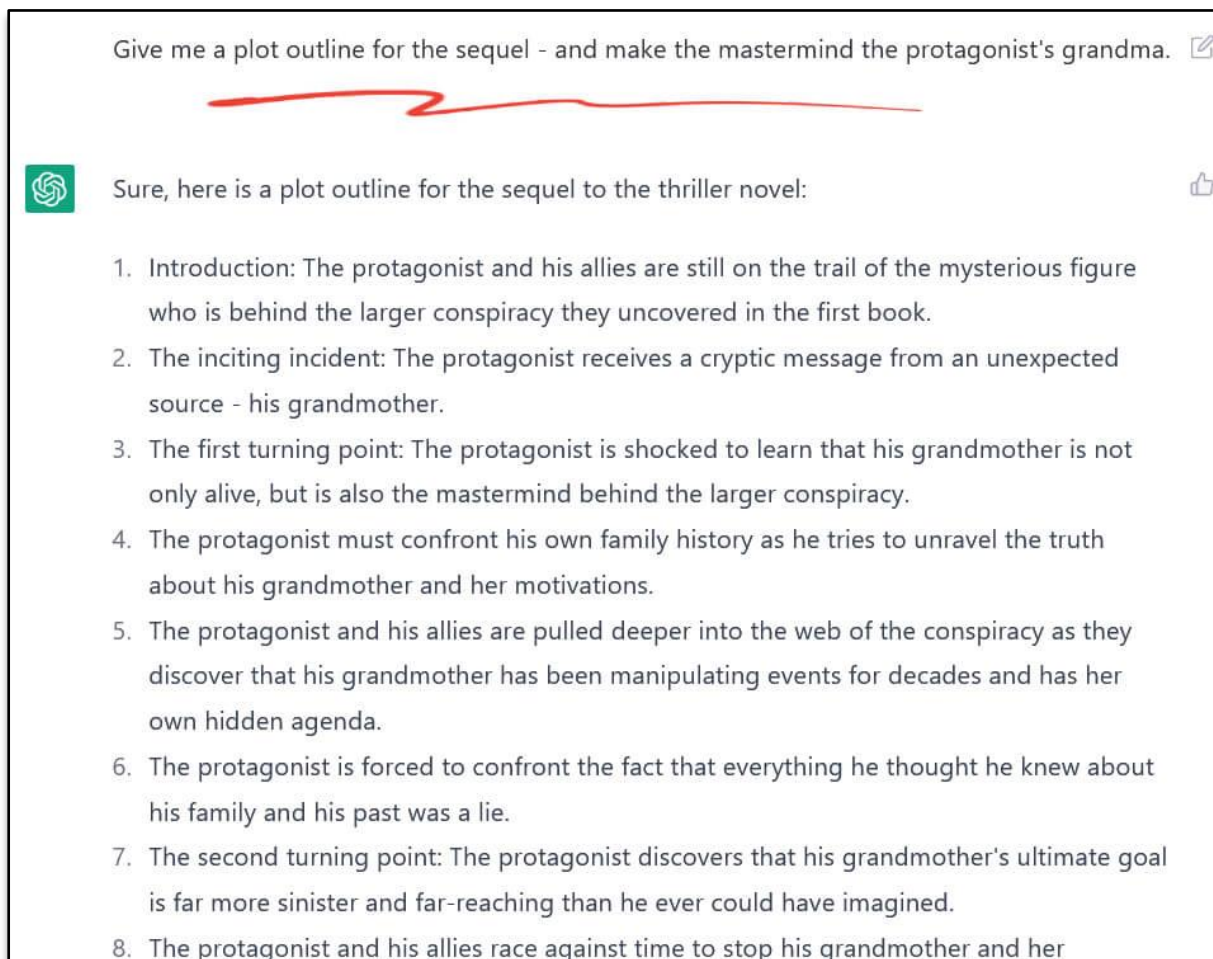 Give me a plot outline for the sequel - and make the mastermind the protagonist's grandma.
Sure, here is a plot outline for the sequel to the thriller novel:
1. Introduction: The protagonist and his allies are still on the trail of the mysterious figure
who is behind the larger conspiracy they uncovered in the first book.
2. The inciting incident: The protagonist receives a cryptic message from an unexpected
source - his grandmother.
3. The first turning point: The protagonist is shocked to learn that his grandmother is not
only alive, but is also the mastermind behind the larger conspiracy.
4. The protagonist must confront his own family history as he tries to unravel the truth
about his grandmother and her motivations.
5. The protagonist and his allies are pulled deeper into the web of the conspiracy as they
discover that his grandmother has been manipulating events for decades and has her
own hidden agenda.
6. The protagonist is forced to confront the fact that everything he thought he knew about
his family and his past was a lie.
7. The second turning point: The protagonist discovers that his grandmother's ultimate goal
is far more sinister and far-reaching than he ever could have imagined.
8. The protagonist and his allies race against time to stop his grandmother and her